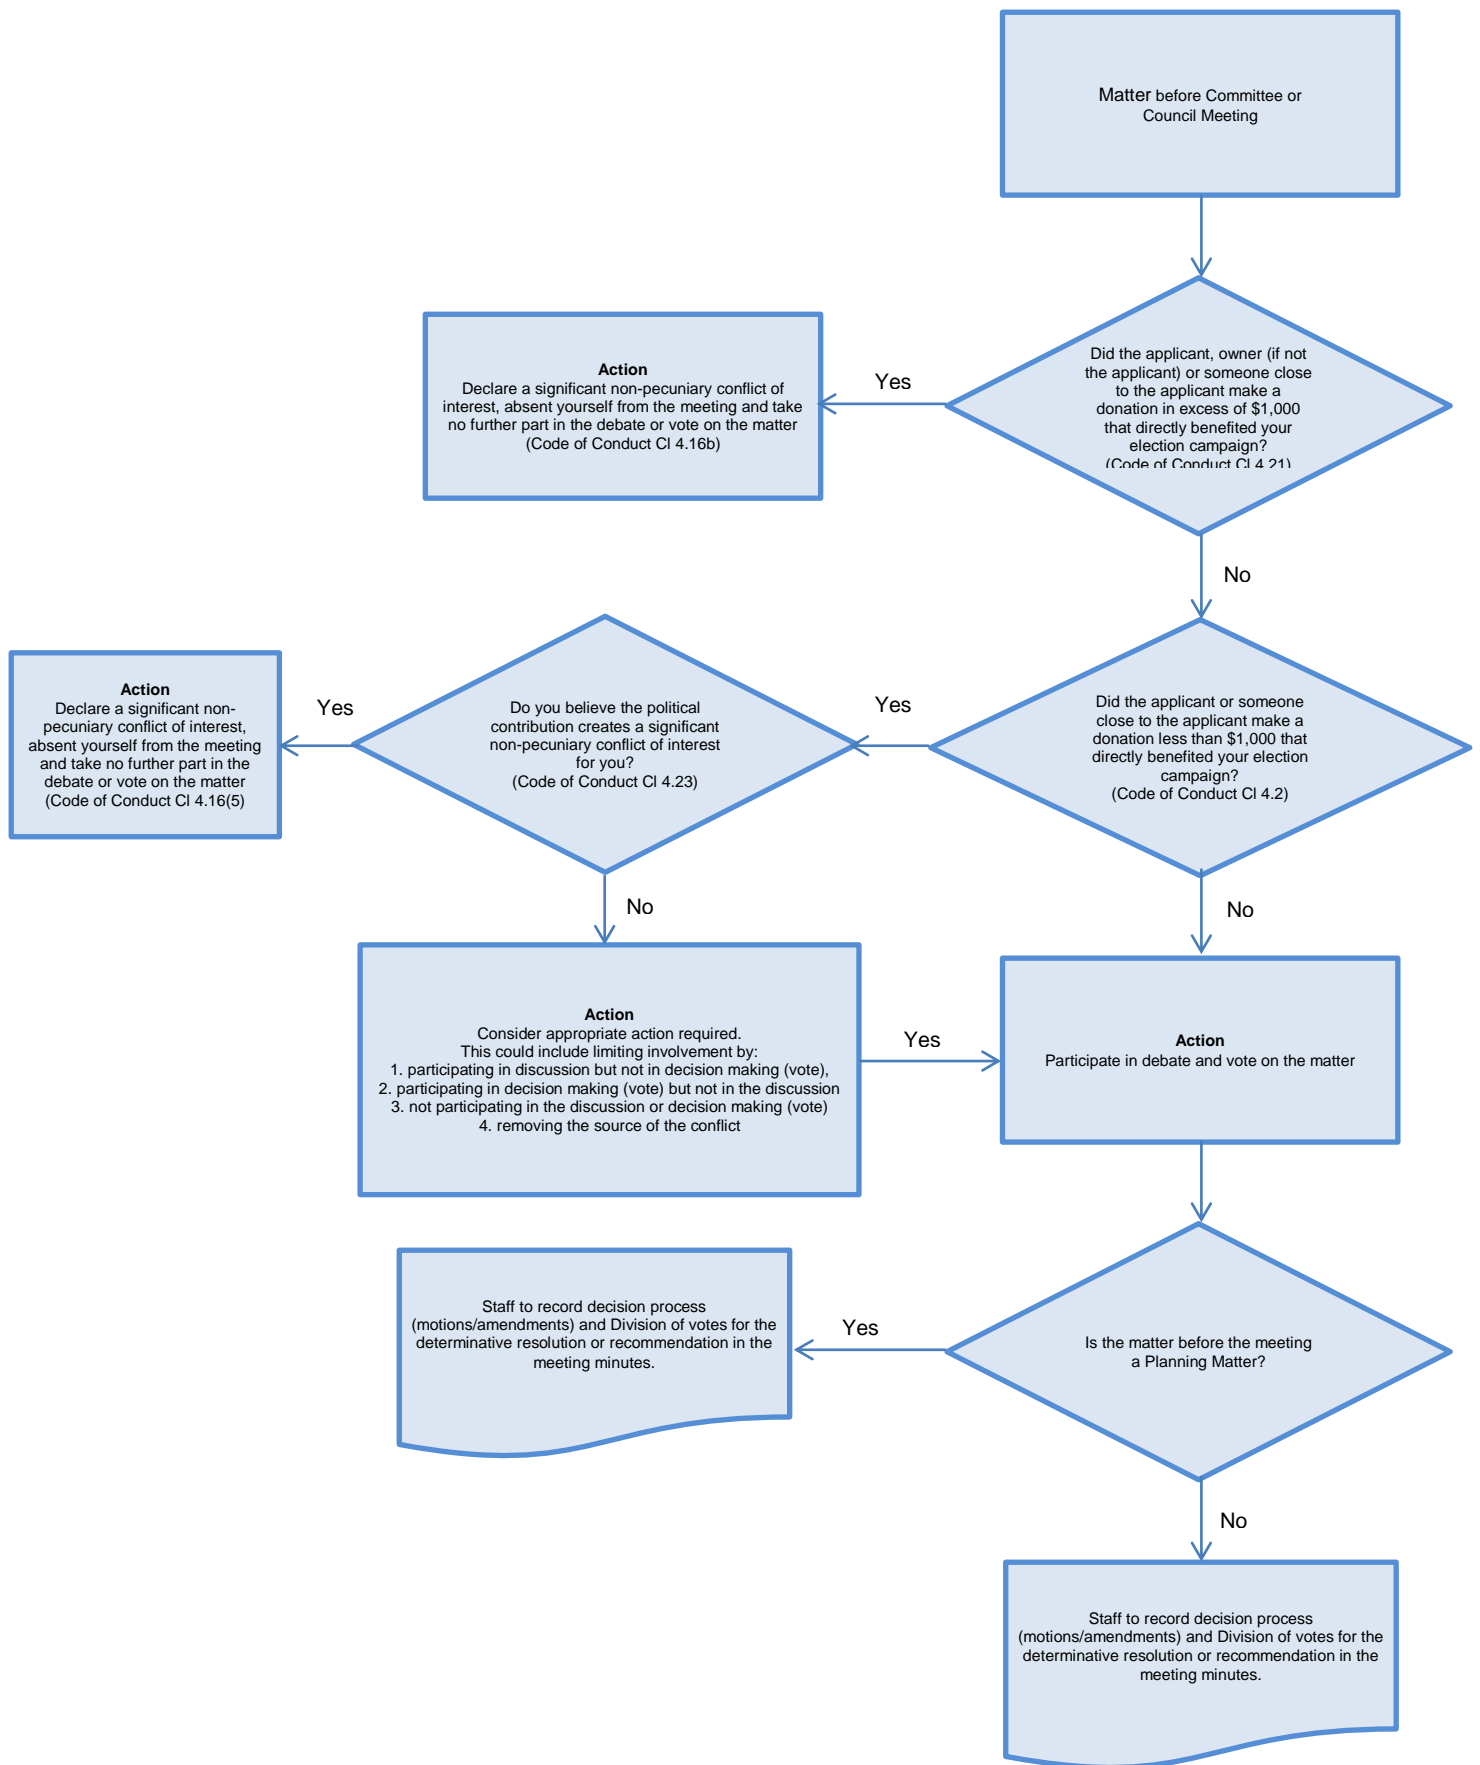 Matter before Committee or
Council Meeting
Did the applicant, owner (if not
the applicant) or someone close
to the applicant make a
donation in excess of $1,000
that directly benefited your
election campaign?
(Code of Conduct Cl 4.21)
Yes
Action
Declare a significant non-pecuniary conflict of
interest, absent yourself from the meeting and take
no further part in the debate or vote on the matter
(Code of Conduct Cl 4.16b)
No
Did the applicant or someone
close to the applicant make a
donation less than $1,000 that
directly benefited your election
campaign?
(Code of Conduct Cl 4.2)
Yes
Do you believe the political
contribution creates a significant
non-pecuniary conflict of interest
for you?
(Code of Conduct Cl 4.23)
Yes
Action
Declare a significant non-
pecuniary conflict of interest,
absent yourself from the meeting
and take no further part in the
debate or vote on the matter
(Code of Conduct Cl 4.16(5)
No
No
Action
Consider appropriate action required.
This could include limiting involvement by:
1. participating in discussion but not in decision making (vote),
2. participating in decision making (vote) but not in the discussion
3. not participating in the discussion or decision making (vote)
4. removing the source of the conflict
Yes
Action
Participate in debate and vote on the matter
Is the matter before the meeting
a Planning Matter?
Yes
Staff to record decision process
(motions/amendments) and Division of votes for the
determinative resolution or recommendation in the
meeting minutes.
No
Staff to record decision process
(motions/amendments) and Division of votes for the
determinative resolution or recommendation in the
meeting minutes.